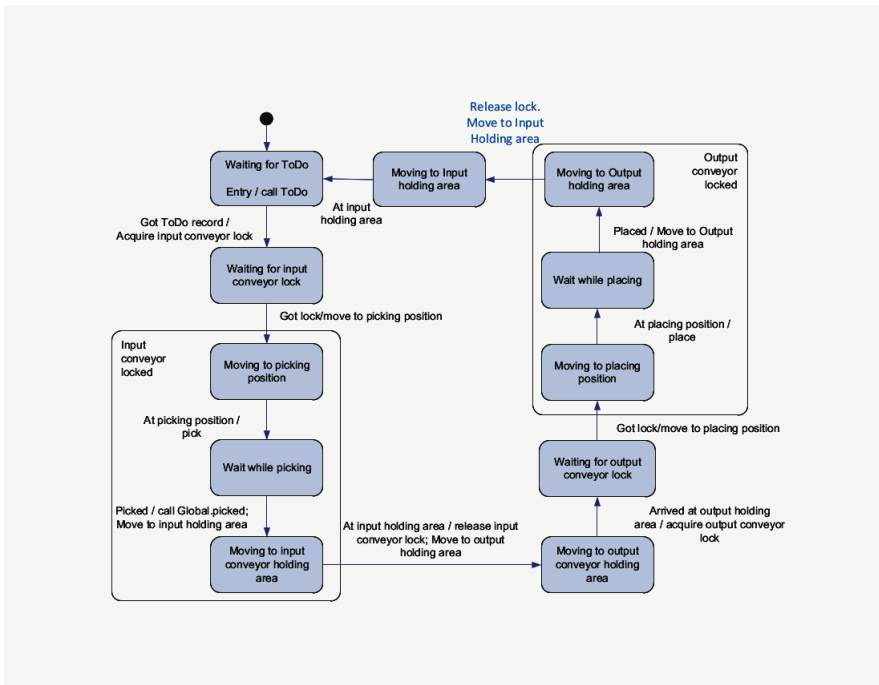 Release lock.
Move to Input
Holding area
Waiting for ToDo
Entry / call ToDo
Moving to Input
holding area
Moving to Output
holding area
Output
conveyor
locked
At input
holding area
Got ToDo record /
Acquire input conveyor lock
Placed / Move to Output
holding area
Waiting for input
conveyor lock
Wait while placing
Got lock/move to picking position
At placing position /
place
Input
conveyor
locked
Moving to picking
position
Moving to placing
position
At picking position /
pick
Got lock/move to placing position
Wait while picking
Waiting for output
conveyor lock
Picked / call Global.picked;
Move to input holding area
At input holding area / release input
conveyor lock; Move to output
holding area
Arrived at output holding
area / acquire output conveyor
lock
Moving to input
conveyor holding
area
Moving to output
conveyor holding
area